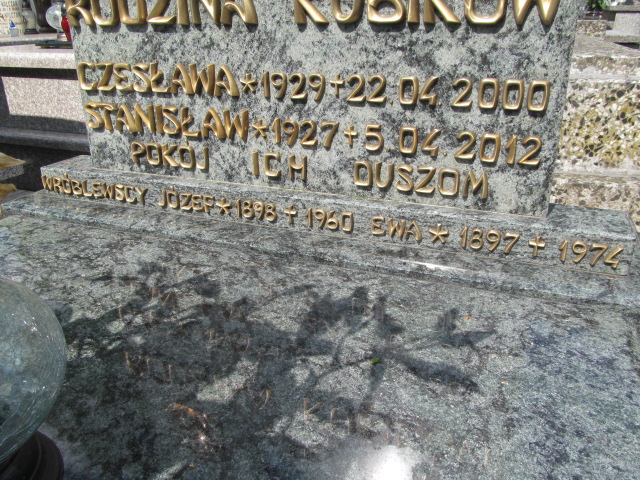 RODZINA KUBIKÓW
CZESŁAWA * 1929 + 22.04 2000
STANISŁAW * 1927 + 5.04.2012
POKÓJ ICH DUSZOM
WRÓBLEWSCY JÓZEF * 1898 + 1960 EWA * 1897 + 1974